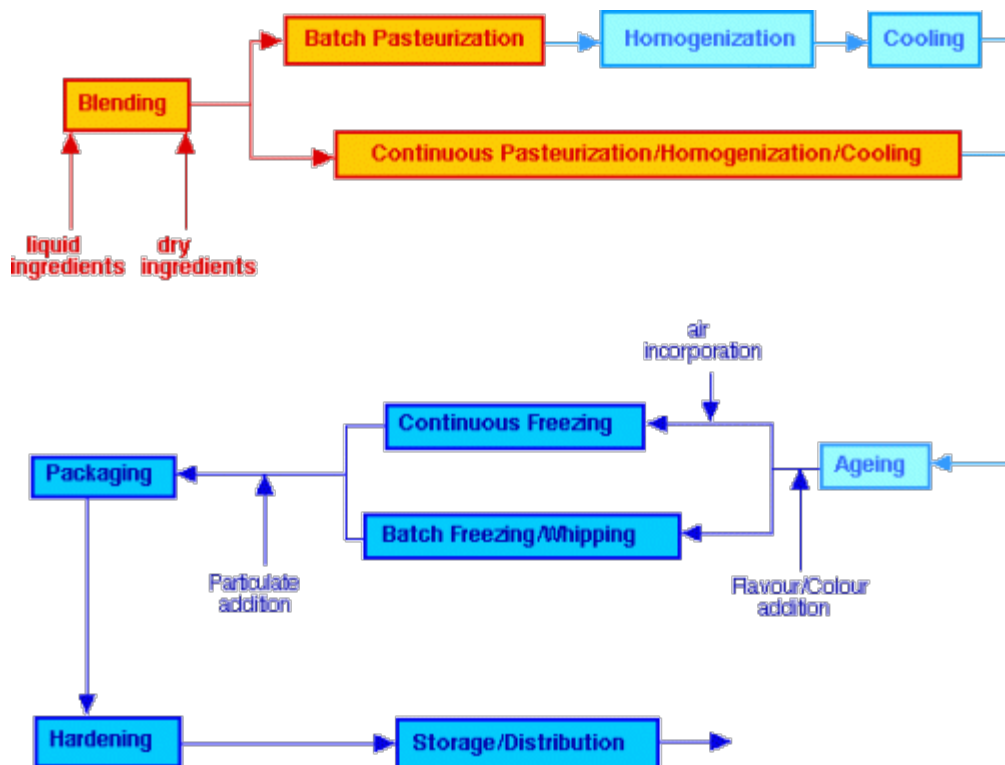 Batch Pasteurization
Homogenization
Cooling
Blending
Continuous Pasteurization/Homogenization/Cooling
liquid
ingredients
dry
ingredients
air
incorporation
Continuous Freezing
Ageing
Packaging
Batch Freezing/Whipping
Particulate
addition
Flavour/Colour
addition
Hardening
Storage/Distribution